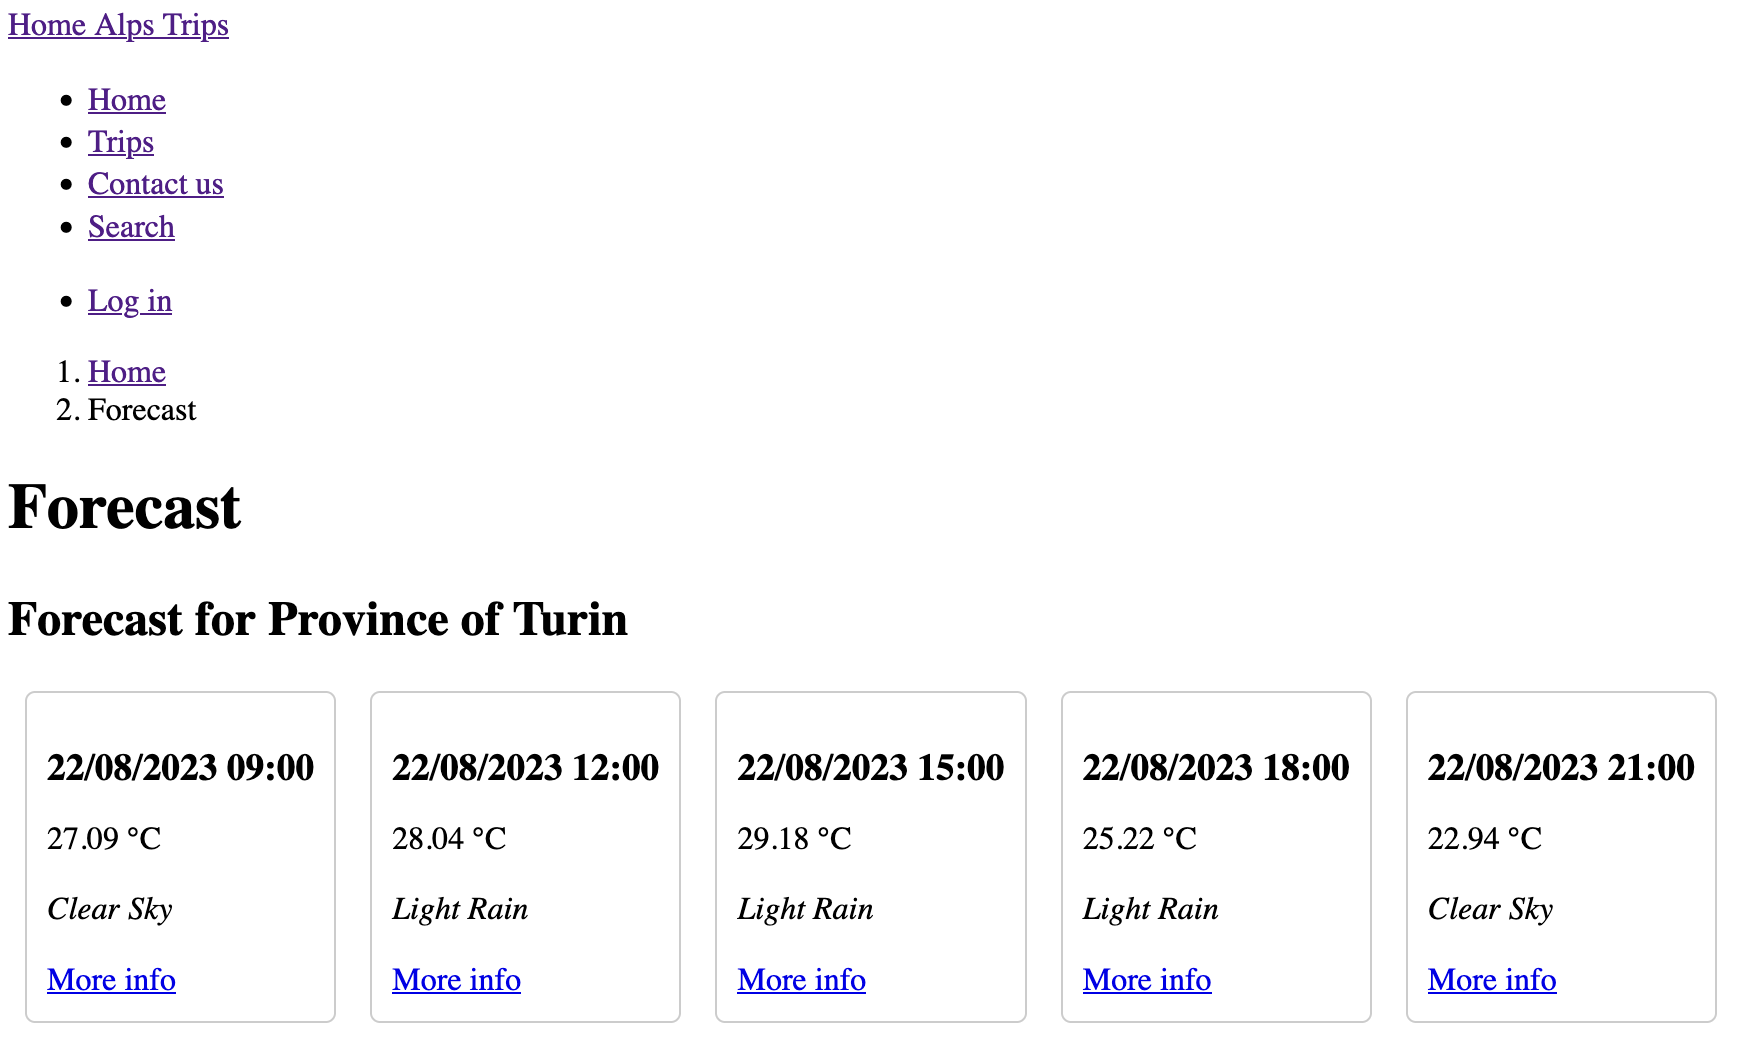 Home Alps Trips
Home
Trips
Contact us
Search
Log in
1. Home
2. Forecast
Forecast
Forecast for Province of Turin
22/08/2023 09:00
27.09 °C
Clear Sky
More info
22/08/2023 12:00
28.04 °C
Light Rain
More info
22/08/2023 15:00
29.18 °C
Light Rain
More info
22/08/2023 18:00
25.22 °C
Light Rain
More info
22/08/2023 21:00
22.94 °C
Clear Sky
More info